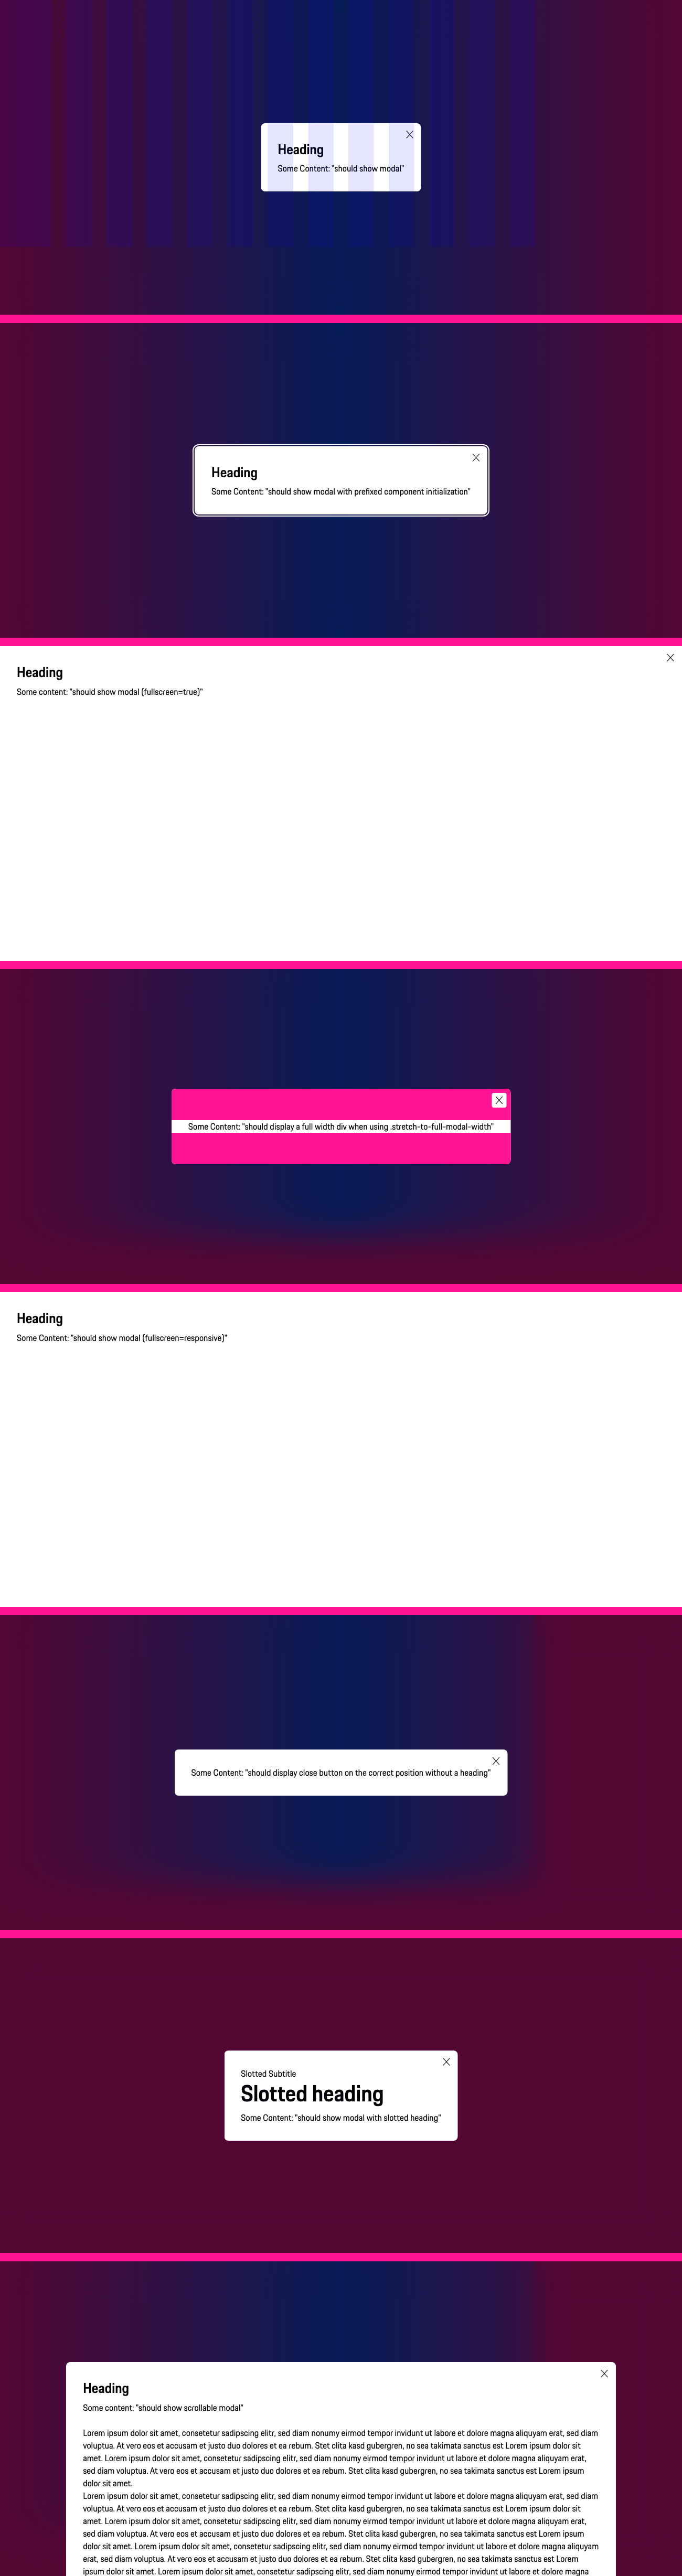 Heading
Some Content: "should show modal"
Heading
Some Content: "should show modal with prefixed component initialization"
Heading
Some content: "should show modal (fullscreen=true)"
Some Content: "should display a full width div when using .stretch-to-full-modal-width"
Heading
Some Content: "should show modal (fullscreen=responsive)"
Some Content: "should display close button on the correct position without a heading"
Slotted Subtitle
Slotted heading
Some Content: "should show modal with slotted heading"
Heading
Some content: "should show scrollable modal"
Lorem ipsum dolor sit amet, consetetur sadipscing elitr, sed diam nonumy eirmod tempor invidunt ut labore et dolore magna aliquyam erat, sed diam
voluptua. At vero eos et accusam et justo duo dolores et ea rebum. Stet clita kasd gubergren, no sea takimata sanctus est Lorem ipsum dolor sit
amet. Lorem ipsum dolor sit amet, consetetur sadipscing elitr, sed diam nonumy eirmod tempor invidunt ut labore et dolore magna aliquyam erat,
sed diam voluptua. At vero eos et accusam et justo duo dolores et ea rebum. Stet clita kasd gubergren, no sea takimata sanctus est Lorem ipsum
dolor sit amet.
Lorem ipsum dolor sit amet, consetetur sadipscing elitr, sed diam nonumy eirmod tempor invidunt ut labore et dolore magna aliquyam erat, sed diam
voluptua. At vero eos et accusam et justo duo dolores et ea rebum. Stet clita kasd gubergren, no sea takimata sanctus est Lorem ipsum dolor sit
amet. Lorem ipsum dolor sit amet, consetetur sadipscing elitr, sed diam nonumy eirmod tempor invidunt ut labore et dolore magna aliquyam erat,
sed diam voluptua. At vero eos et accusam et justo duo dolores et ea rebum. Stet clita kasd gubergren, no sea takimata sanctus est Lorem ipsum
dolor sit amet. Lorem ipsum dolor sit amet, consetetur sadipscing elitr, sed diam nonumy eirmod tempor invidunt ut labore et dolore magna aliquyam
erat, sed diam voluptua. At vero eos et accusam et justo duo dolores et ea rebum. Stet clita kasd gubergren, no sea takimata sanctus est Lorem
ipsum dolor sit amet. Lorem ipsum dolor sit amet, consetetur sadipscing elitr, sed diam nonumy eirmod tempor invidunt ut labore et dolore magna